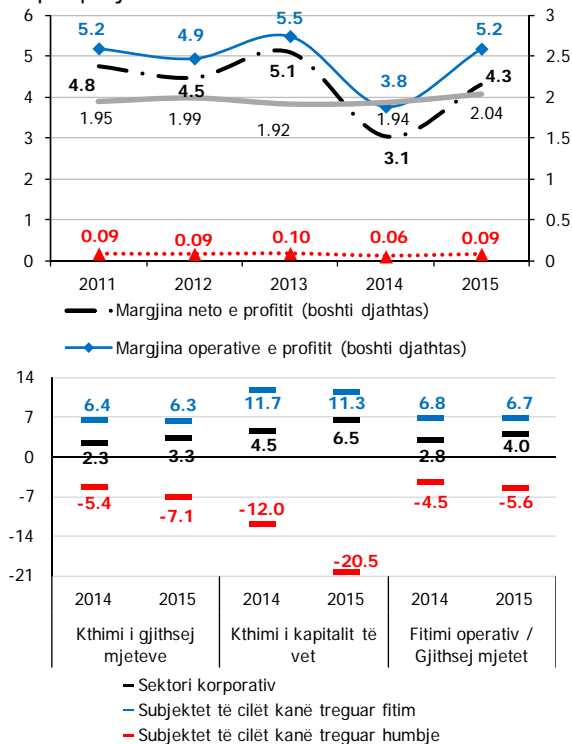 6 3
5.2 4.9 5.5 5.2
5 2.5
3.8
4.8 4.5 5.1 4.3
4 2
1.95 1.99 1.92 1.94 2.04
3 1.5
3.1
2 1
1 0.5
0.09 0.09 0.10 0.06 0.09
0 0
2011 2012 2013 2014 2015
Margjina neto e profitit (boshti djathtas)
Margjina operative e profitit (boshti djathtas)
14
11.7 11.3
7
6.4 6.3 6.8 6.7
2.3 3.3 4.5 6.5 2.8 4.0
0
-5.4 -7.1 -12.0 -4.5 -5.6
-7
-14
-20.5
-21
2014 2015 2014 2015 2014 2015
Kthimi i gjithsej Kthimi i kapitalit të Fitimi operativ /
mjeteve vet Gjithsej mjetet
Sektori korporativ
Subjektet të cilët kanë treguar fitim
Subjektet të cilët kanë treguar humbje